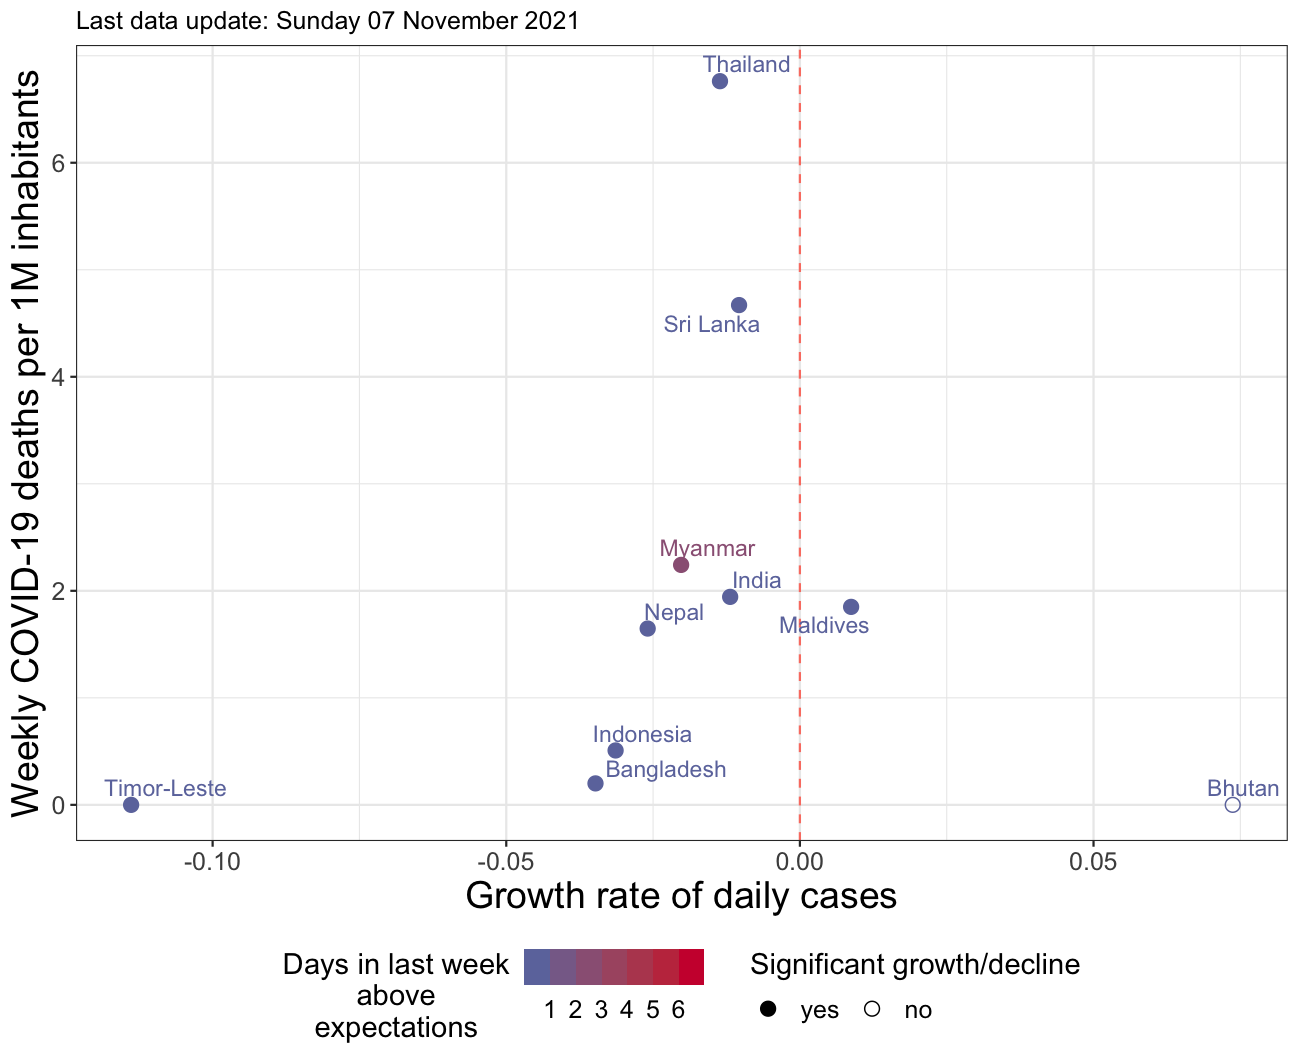 Last data update: Sunday 07 November 2021
Weekly COVID-19 deaths per 1M inhabitants
Thailand
6
Sri Lanka
4
Myanmar
India
2
Nepal
Maldives
Indonesia
Bangladesh
Timor-Leste
Bhutan
0
-0.10 -0.05 0.00 0.05
Growth rate of daily cases
Days in last week
above
expectations
1 2 3 4 5 6
Significant growth/decline
yes no